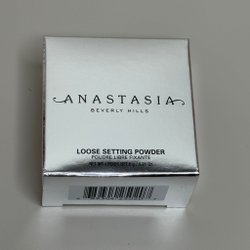 ANASTASIA
BEVERLY HILLS
LOOSE SETTING POWDER
POUDRE LIBRE FIXANTE